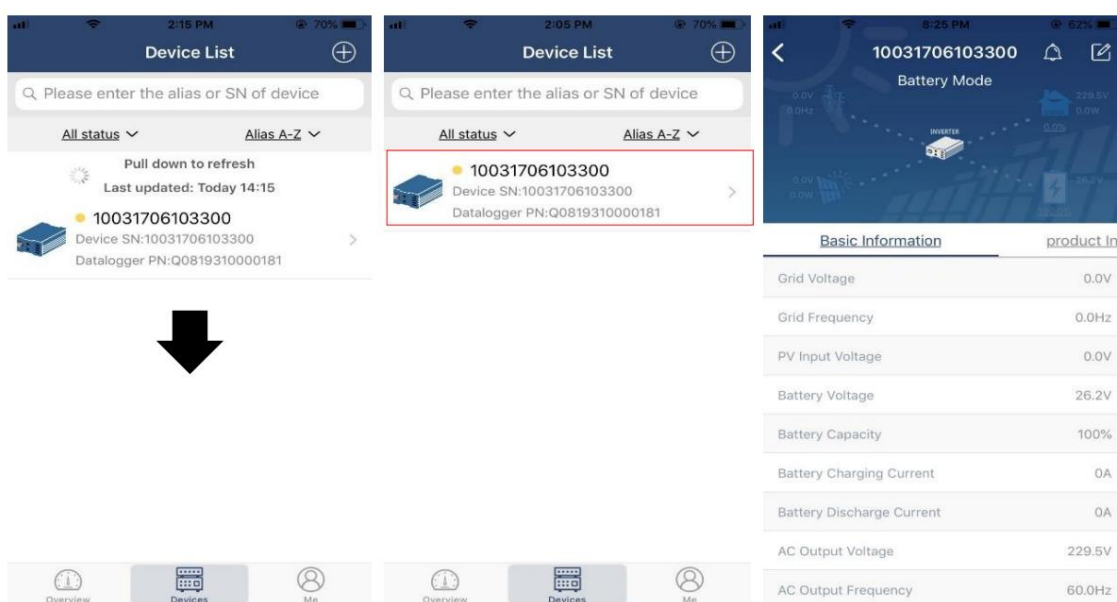 2:15 PM
70%
Device List
Please enter the alias or SN of device
All status
Alias A-Z
Pull down to refresh
Last updated: Today 14:15
10031706103300
Device SN:10031706103300
Datalogger PN:Q0819310000181
Overview
Devices
Me
2:05 PM
70%
Device List
Please enter the alias or SN of device
All status
Alias A-Z
10031706103300
Device SN:10031706103300
Datalogger PN:Q0819310000181
Overview
Devices
Me
8:25 PM
62%
10031706103300
Battery Mode
0.0V
0.0Hz
229.5V
0.0W
0.0%
INVERTER
0.0V
0.0W
26.2V
Basic Information
product In
Grid Voltage 0.0V
Grid Frequency 0.0Hz
PV Input Voltage 0.0V
Battery Voltage 26.2V
Battery Capacity 100%
Battery Charging Current 0A
Battery Discharge Current 0A
AC Output Voltage 229.5V
AC Output Frequency 60.0Hz